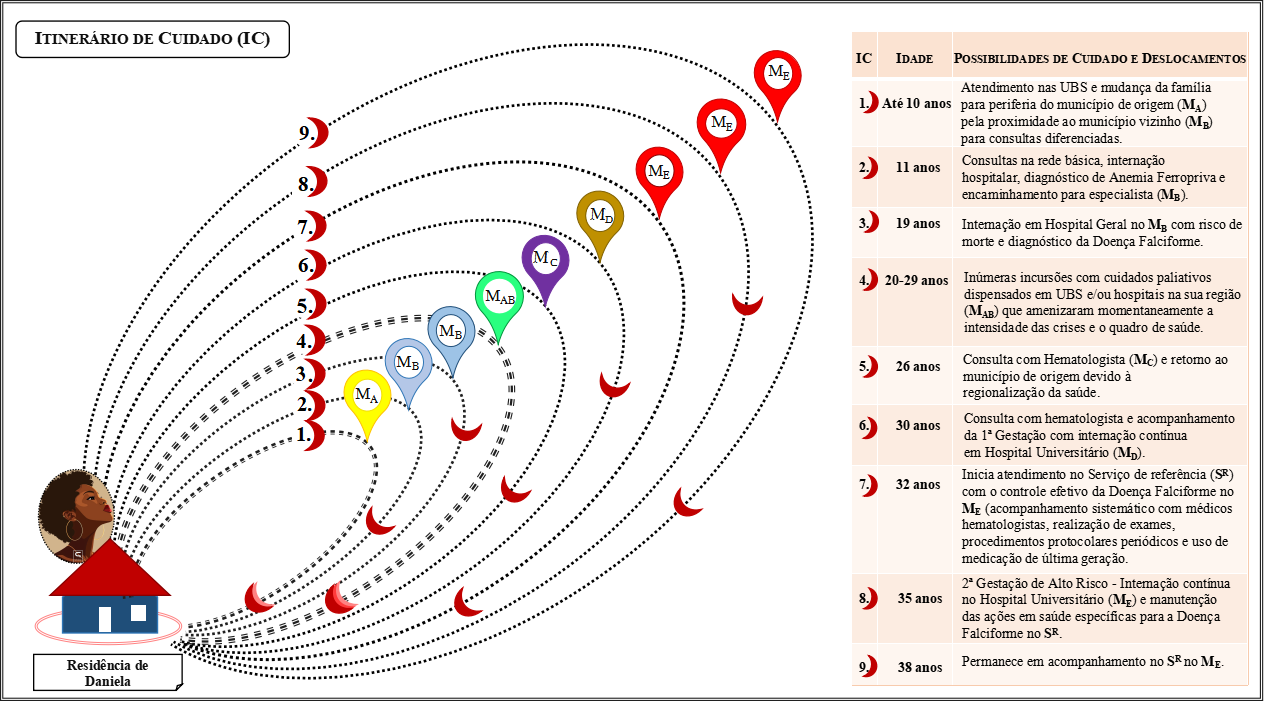 ITINERÁRIO DE CUIDADO (IC)
9.
8.
7.
6.
5.
4.
3.
2.
1.
ME
ME
ME
MD
MC
MAB
MB
MB
MA
Residência de
Daniela
IC IDADE POSSIBILIDADES DE CUIDADO E DESLOCAMENTOS
1. Até 10 anos
Atendimento nas UBS e mudança da família
para periferia do município de origem (MA)
pela proximidade ao município vizinho (MB)
para consultas diferenciadas.
2. 11 anos
Consultas na rede básica, internação
hospitalar, diagnóstico de Anemia Ferropriva e
encaminhamento para especialista (MB).
3. 19 anos
Internação em Hospital Geral no MB com risco de
morte e diagnóstico da Doença Falciforme.
4. 20-29 anos
Inúmeras incursões com cuidados paliativos
dispensados em UBS e/ou hospitais na sua região
(MAB) que amenizaram momentaneamente a
intensidade das crises e o quadro de saúde.
5. 26 anos
Consulta com Hematologista (MC) e retorno ao
município de origem devido à
regionalização da saúde.
6. 30 anos
Consulta com hematologista e acompanhamento
da 1ª Gestação com internação contínua
em Hospital Universitário (MD).
7. 32 anos
Inicia atendimento no Serviço de referência (SR)
com o controle efetivo da Doença Falciforme no
ME (acompanhamento sistemático com médicos
hematologistas, realização de exames,
procedimentos protocolares periódicos e uso de
medicação de última geração.
8. 35 anos
2ª Gestação de Alto Risco - Internação contínua
no Hospital Universitário (ME) e manutenção
das ações em saúde específicas para a Doença
Falciforme no SR.
9. 38 anos
Permanece em acompanhamento no SR no ME.